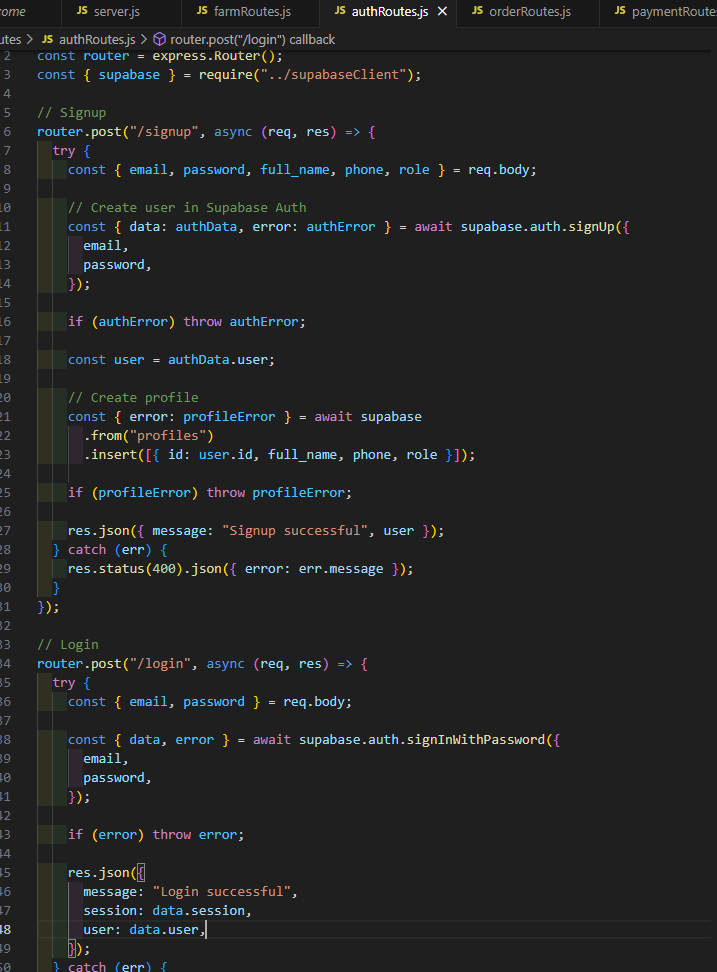 ome JS server.js JS farmRoutes.js JS authRoutes.js × JS orderRoutes.js JS paymentRoute
utes > JS authRoutes.js > router.post("/login") callback
2 const router = express.Router();
3 const { supabase } = require("../supabaseClient");
4
5 // Signup
6 router.post("/signup", async (req, res) => {
7 try {
8 const { email, password, full_name, phone, role } = req.body;
9
10 // Create user in Supabase Auth
11 const { data: authData, error: authError } = await supabase.auth.signUp({
12 email,
13 password,
14 });
15
16 if (authError) throw authError;
17
18 const user = authData.user;
19
20 // Create profile
21 const { error: profileError } = await supabase
22 .from("profiles")
23 .insert([{ id: user.id, full_name, phone, role }]);
24
25 if (profileError) throw profileError;
26
27 res.json({ message: "Signup successful", user });
28 } catch (err) {
29 res.status(400).json({ error: err.message });
30 }
31 });
32
33 // Login
34 router.post("/login", async (req, res) => {
35 try {
36 const { email, password } = req.body;
37
38 const { data, error } = await supabase.auth.signInWithPassword({
39 email,
40 password,
41 });
42
43 if (error) throw error;
44
45 res.json({
46 message: "Login successful",
47 session: data.session,
48 user: data.user,
49 });
50 } catch (err) {